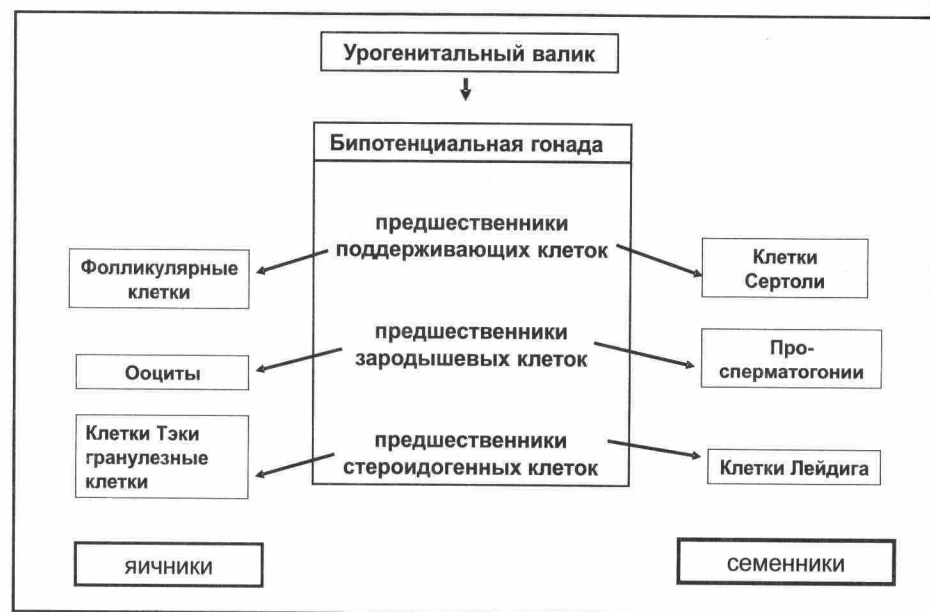 Урогенитальный валик
Бипотенциальная гонада
предшественники
поддерживающих клеток
Фолликулярные
клетки
Клетки
Сертоли
предшественники
зародышевых клеток
Ооциты
Про-
сперматогонии
Клетки Тэки
гранулезные
клетки
предшественники
стероидогенных клеток
Клетки Лейдига
яичники
семенники